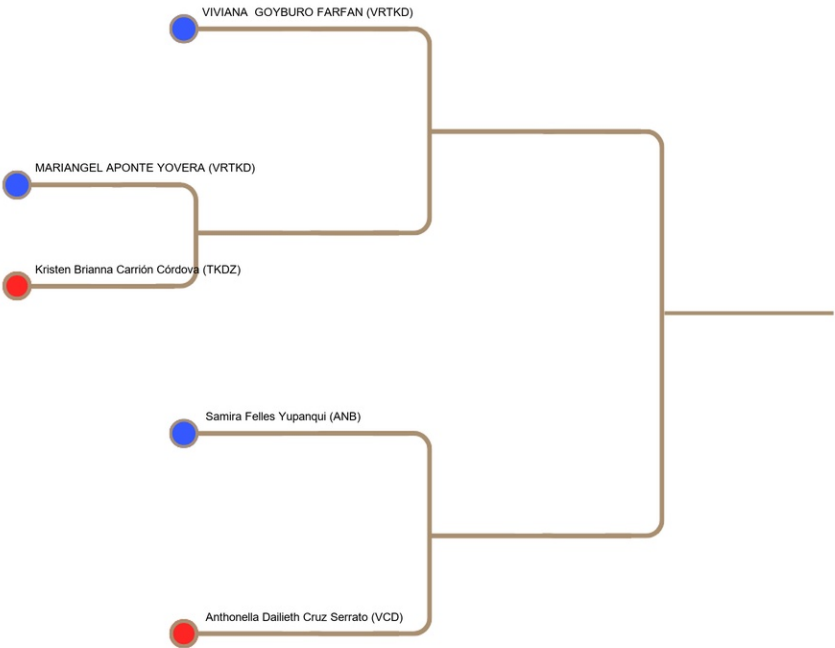 VIVIANA  GOYBURO FARFAN (VRTKD)
MARIANGEL APONTE YOVERA (VRTKD)
Kristen Brianna Carrión Córdova (TKDZ)
Samira Felles Yupanqui (ANB)
Anthonella Dailieth Cruz Serrato (VCD)